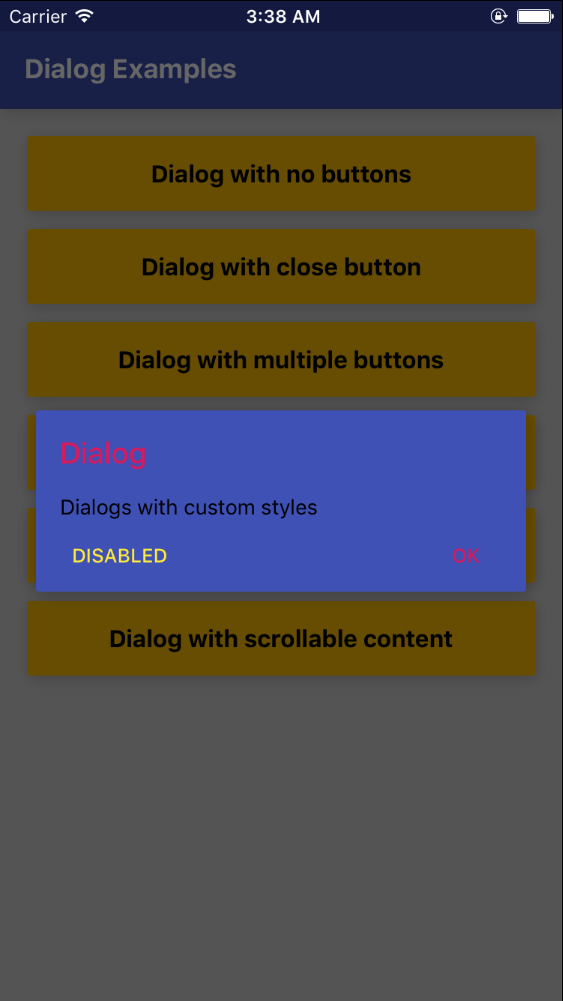 Carrier 3:38 AM
Dialog Examples
Dialog with no buttons
Dialog with close button
Dialog with multiple buttons
Dialog
Dialogs with custom styles
DISABLED OK
Dialog with scrollable content